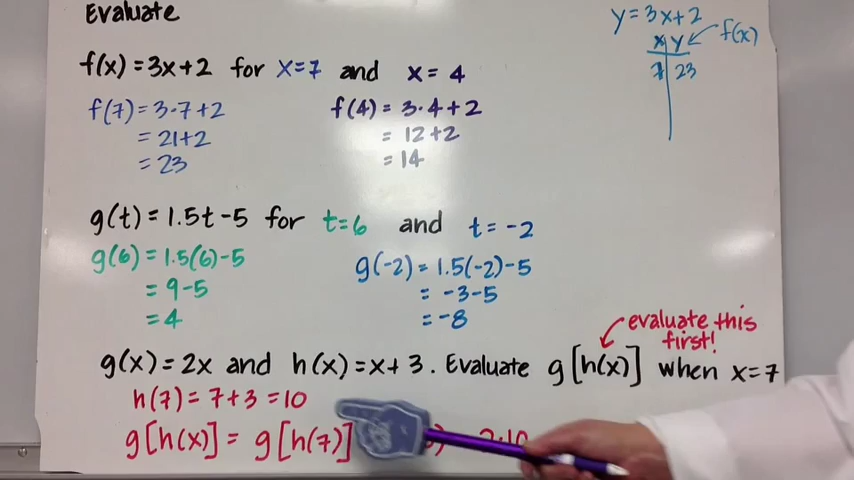 Evaluate
y = 3x + 2
x y f(x)
7 23
f(x) = 3x + 2 for x = 7 and x = 4
f(7) = 3·7 + 2
= 21 + 2
= 23
f(4) = 3·4 + 2
= 12 + 2
= 14
g(t) = 1.5t - 5 for t = 6 and t = -2
g(6) = 1.5(6) - 5
= 9 - 5
= 4
g(-2) = 1.5(-2) - 5
= -3 - 5
= -8
evaluate this
first!
g(x) = 2x and h(x) = x + 3. Evaluate g[h(x)] when x = 7
h(7) = 7 + 3 = 10
g[h(x)] = g[h(7)]